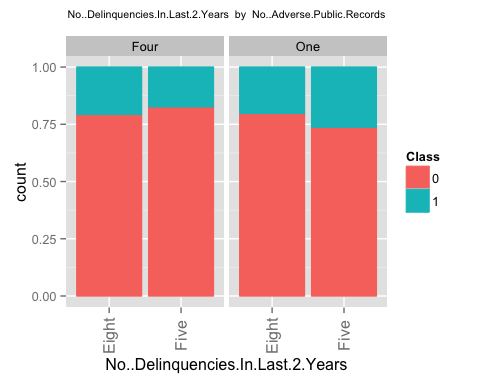 No..Delinquencies.In.Last.2.Years  by  No..Adverse.Public.Records
Four
One
1.00
0.75
0.50
0.25
0.00
count
Eight
Five
Eight
Five
No..Delinquencies.In.Last.2.Years
Class
0
1